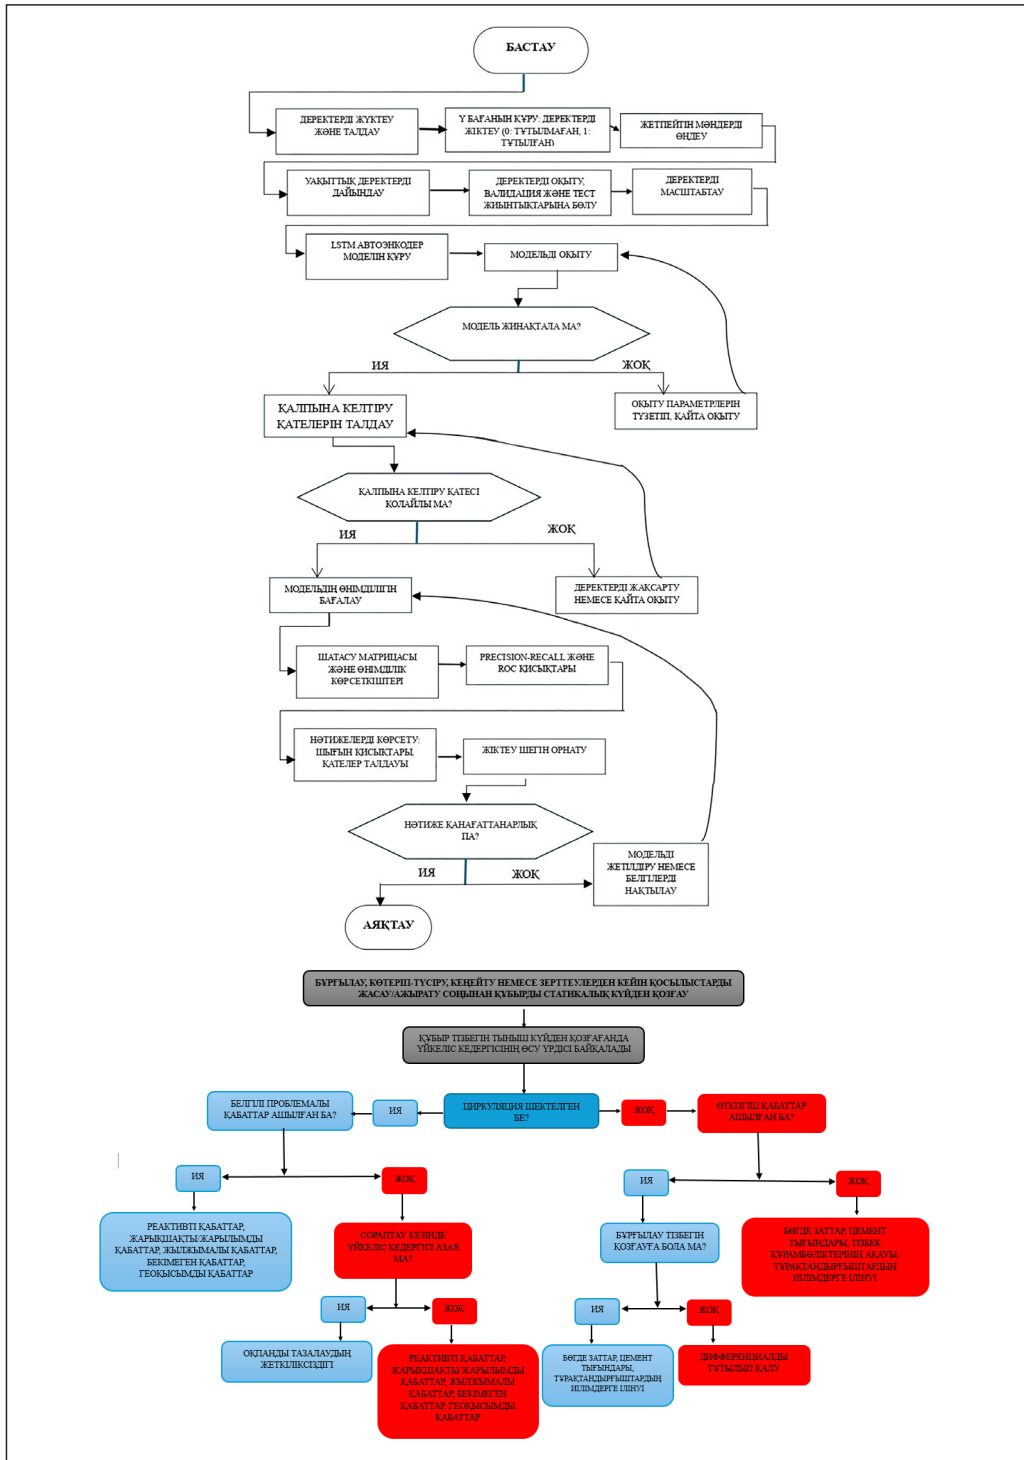 БАСТАУ
ДЕРЕКТЕРДІ ЖҮКТЕУ
ЖӘНЕ ТАЛДАУ
Y БАҒАНЫН ҚҰРУ: ДЕРЕКТЕРДІ
ЖІКТЕУ (0: ТҰТЫЛМАҒАН, 1:
ТҰТЫЛҒАН)
ЖЕТПЕЙТІН МӘНДЕРДІ
ӨҢДЕУ
УАҚЫТТЫҚ ДЕРЕКТЕРДІ
ДАЙЫНДАУ
ДЕРЕКТЕРДІ ОҚЫТУ,
ВАЛИДАЦИЯ ЖӘНЕ ТЕСТ
ЖИЫНТЫҚТАРЫНА БӨЛУ
ДЕРЕКТЕРДІ
МАСШТАБТАУ
LSTM АВТОЭНКОДЕР
МОДЕЛІН ҚҰРУ
МОДЕЛЬДІ ОҚЫТУ
МОДЕЛЬ ЖИНАҚТАЛА МА?
ИЯ
ЖОҚ
ҚАЛПЫНА КЕЛТІРУ
ҚАТЕЛЕРІН ТАЛДАУ
ОҚЫТУ ПАРАМЕТРЛЕРІН
ТҮЗЕТІП, ҚАЙТА ОҚЫТУ
ҚАЛПЫНА КЕЛТІРУ ҚАТЕСІ
ҚОЛАЙЛЫ МА?
ИЯ
ЖОҚ
МОДЕЛЬДІҢ ӨНІМДІЛІГІН
БАҒАЛАУ
ДЕРЕКТЕРДІ ЖАҚСАРТУ
НЕМЕСЕ ҚАЙТА ОҚЫТУ
ШАТАСУ МАТРИЦАСЫ
ЖӘНЕ ӨНІМДІЛІК
КӨРСЕТКІШТЕРІ
PRECISION-RECALL ЖӘНЕ
ROC ҚИСЫҚТАРЫ
НӘТИЖЕЛЕРДІ КӨРСЕТУ:
ШЫҒЫН ҚИСЫҚТАРЫ,
ҚАТЕЛЕР ТАЛДАУЫ
ЖІКТЕУ ШЕГІН ОРНАТУ
НӘТИЖЕ ҚАНАҒАТТАНАРЛЫҚ
ПА?
ИЯ
ЖОҚ
МОДЕЛЬДІ
ЖЕТІЛДІРУ НЕМЕСЕ
БЕЛГІЛЕРДІ
НАҚТЫЛАУ
АЯҚТАУ
БҰРҒЫЛАУ, КӨТЕРІП-ТҮСІРУ, КЕҢЕЙТУ НЕМЕСЕ ЗЕРТТЕУЛЕРДЕН КЕЙІН ҚОСЫЛЫСТАРДЫ
ЖАСАУ/АЖЫРАТУ СОҢЫНАН ҚҰБЫРДЫ СТАТИКАЛЫҚ КҮЙДЕН ҚОЗҒАУ
ҚҰБЫР ТІЗБЕГІН ТЫНЫШ КҮЙДЕН ҚОЗҒАҒАНДА
ҮЙКЕЛІС КЕДЕРГІСІНІҢ ӨСУ ҮРДІСІ БАЙҚАЛАДЫ
БЕЛГІЛІ ПРОБЛЕМАЛЫ
ҚАБАТТАР АШЫЛҒАН БА?
ИЯ
ЦИРКУЛЯЦИЯ ШЕКТЕЛГЕН
БЕ?
ЖОҚ
ӨТКІЗГІШ ҚАБАТТАР
АШЫЛҒАН БА?
ИЯ
ЖОҚ
ИЯ
ЖОҚ
РЕАКТИВТІ ҚАБАТТАР,
ЖАРЫҚШАҚТЫ/ЖАРЫЛЫМДЫ
ҚАБАТТАР, ЖЫЛЖЫМАЛЫ ҚАБАТТАР,
БЕКІМЕГЕН ҚАБАТТАР,
ГЕОҚЫСЫМДЫ ҚАБАТТАР
СОРАПТАУ КЕЗІНДЕ
ҮЙКЕЛІС КЕДЕРГІСІ АЗАЯ
МА?
БҰРҒЫЛАУ ТІЗБЕГІН
ҚОЗҒАУҒА БОЛА МА?
БӨГДЕ ЗАТТАР, ЦЕМЕНТ
ТЫҒЫНДАРЫ, ТІЗБЕК
ҚҰРАМБӨЛІКТЕРІНІҢ АҚАУЫ,
ТҰРАҚТАНДЫРҒЫШТАРДЫҢ
ИІЛІМДЕРГЕ ІЛІНУІ
ИЯ
ЖОҚ
ИЯ
ЖОҚ
ОҚПАНДЫ ТАЗАЛАУДЫҢ
ЖЕТКІЛІКСІЗДІГІ
РЕАКТИВТІ ҚАБАТТАР,
ЖАРЫҚШАҚТЫ/ЖАРЫЛЫМДЫ
ҚАБАТТАР, ЖЫЛЖЫМАЛЫ
ҚАБАТТАР, БЕКІМЕГЕН
ҚАБАТТАР, ГЕОҚЫСЫМДЫ
ҚАБАТТАР
БӨГДЕ ЗАТТАР, ЦЕМЕНТ
ТЫҒЫНДАРЫ,
ТҰРАҚТАНДЫРҒЫШТАРДЫҢ
ИІЛІМДЕРГЕ ІЛІНУІ
ДИФФЕРЕНЦИАЛДЫ
ТҰТЫЛЫП ҚАЛУ